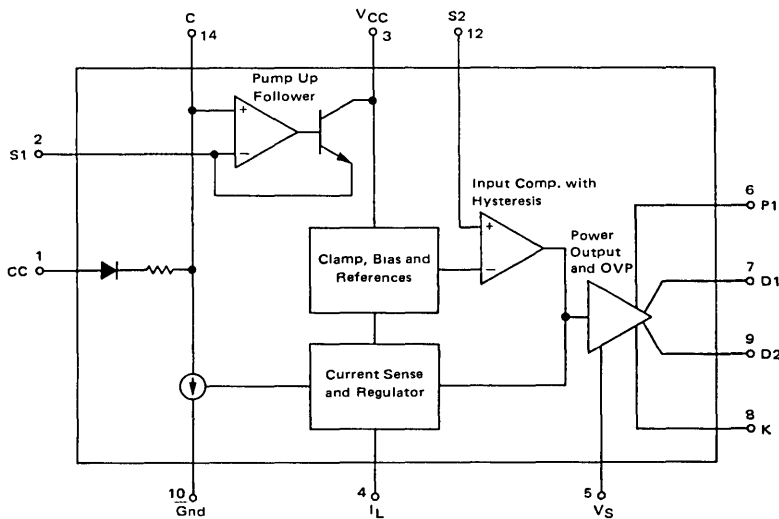 C
14
VCC
3
S2
12
Pump Up
Follower
+
−
2
S1
Input Comp. with
Hysteresis
+
−
6
P1
Power
Output
and OVP
1
CC
Clamp, Bias and
References
7
D1
9
D2
Current Sense
and Regulator
8
K
10
Gnd
4
IL
5
VS